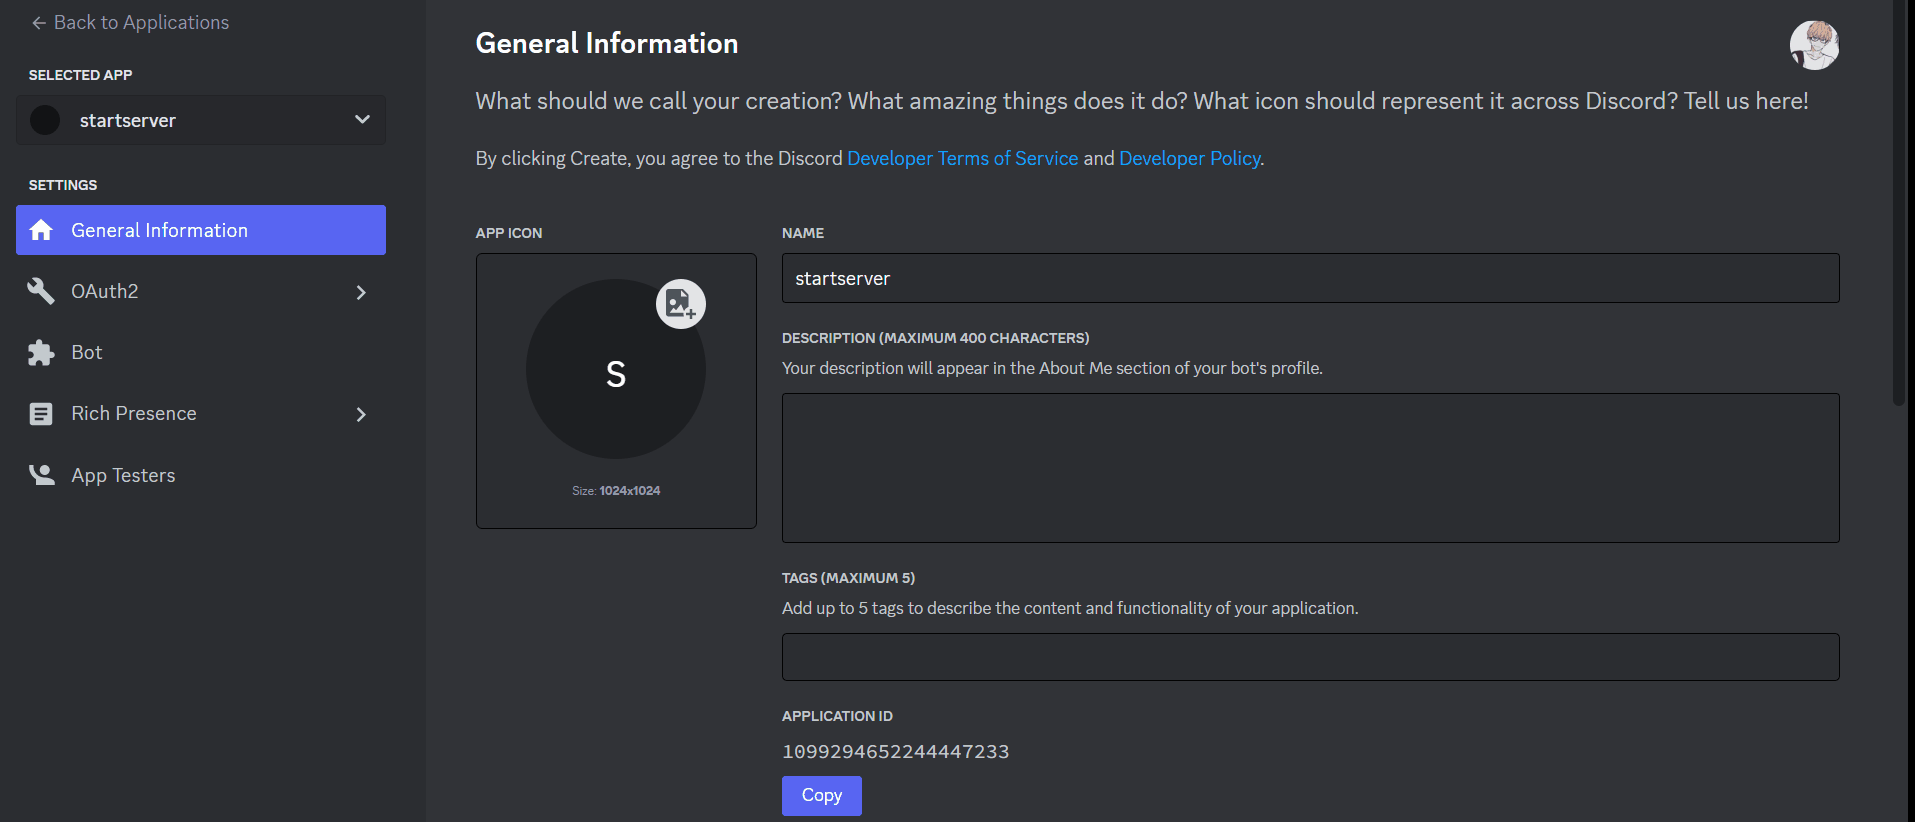 Back to Applications
SELECTED APP
startserver
SETTINGS
General Information
OAuth2
Bot
Rich Presence
App Testers
General Information
What should we call your creation? What amazing things does it do? What icon should represent it across Discord? Tell us here!
By clicking Create, you agree to the Discord Developer Terms of Service and Developer Policy.
APP ICON
S
Size: 1024x1024
NAME
startserver
DESCRIPTION (MAXIMUM 400 CHARACTERS)
Your description will appear in the About Me section of your bot's profile.
TAGS (MAXIMUM 5)
Add up to 5 tags to describe the content and functionality of your application.
APPLICATION ID
1099294652244447233
Copy